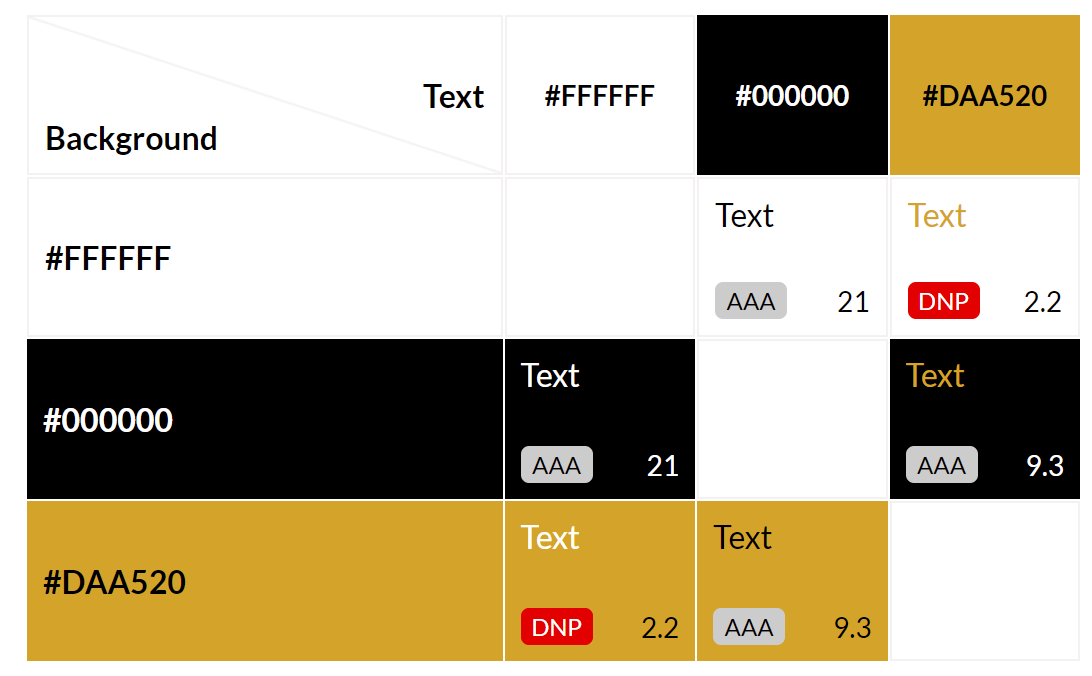 Text
Background
#FFFFFF
#000000
#DAA520
#FFFFFF
Text
AAA 21
Text
DNP 2.2
#000000
Text
AAA 21
Text
AAA 9.3
#DAA520
Text
DNP 2.2
Text
AAA 9.3